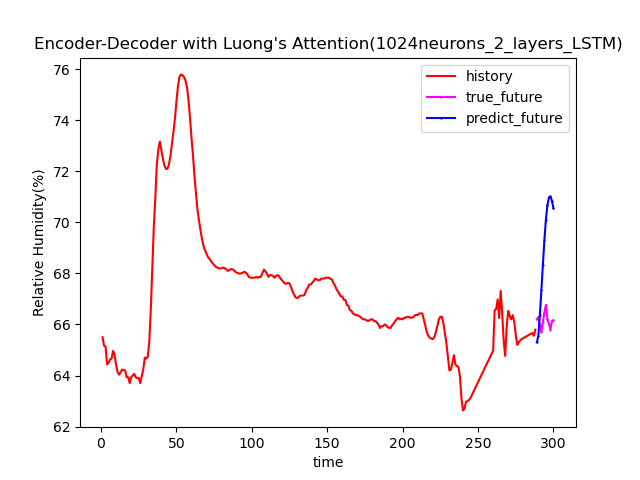 Encoder-Decoder with Luong's Attention(1024neurons_2_layers_LSTM)
history
true_future
predict_future
Relative Humidity(%)
76
74
72
70
68
66
64
62
0 50 100 150 200 250 300
time